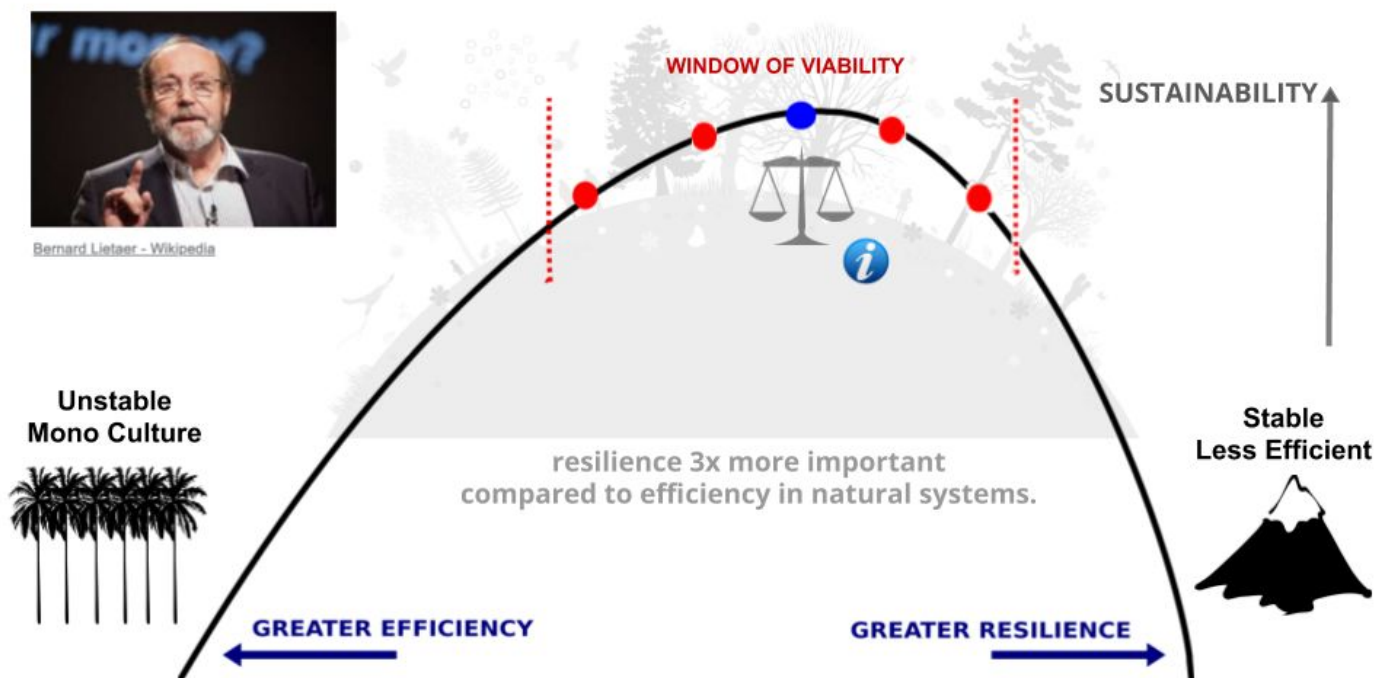 r money?
WINDOW OF VIABILITY
SUSTAINABILITY
Bernard Lietaer - Wikipedia
i
Unstable
Mono Culture
Stable
Less Efficient
resilience 3x more important
compared to efficiency in natural systems.
GREATER EFFICIENCY
GREATER RESILIENCE